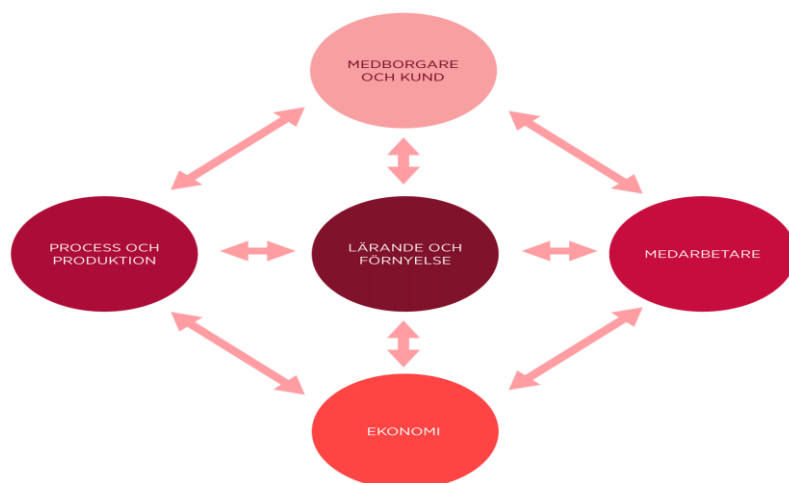 MEDBORGARE
OCH KUND
PROCESS OCH
PRODUKTION
LÄRANDE OCH
FÖRNYELSE
MEDARBETARE
EKONOMI